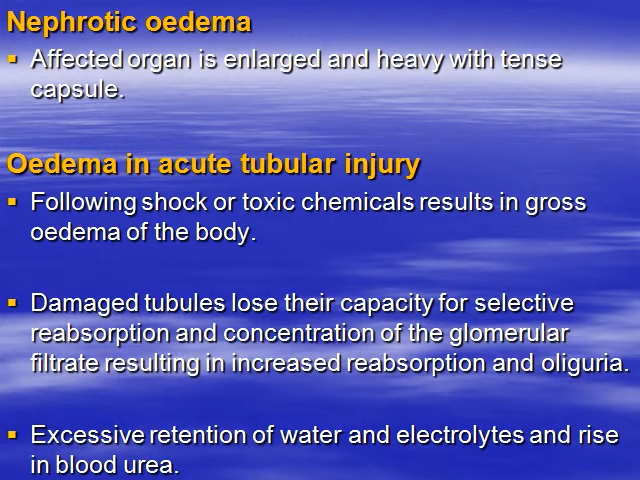 Nephrotic oedema
▪ Affected organ is enlarged and heavy with tense
capsule.
Oedema in acute tubular injury
▪ Following shock or toxic chemicals results in gross
oedema of the body.
▪ Damaged tubules lose their capacity for selective
reabsorption and concentration of the glomerular
filtrate resulting in increased reabsorption and oliguria.
▪ Excessive retention of water and electrolytes and rise
in blood urea.